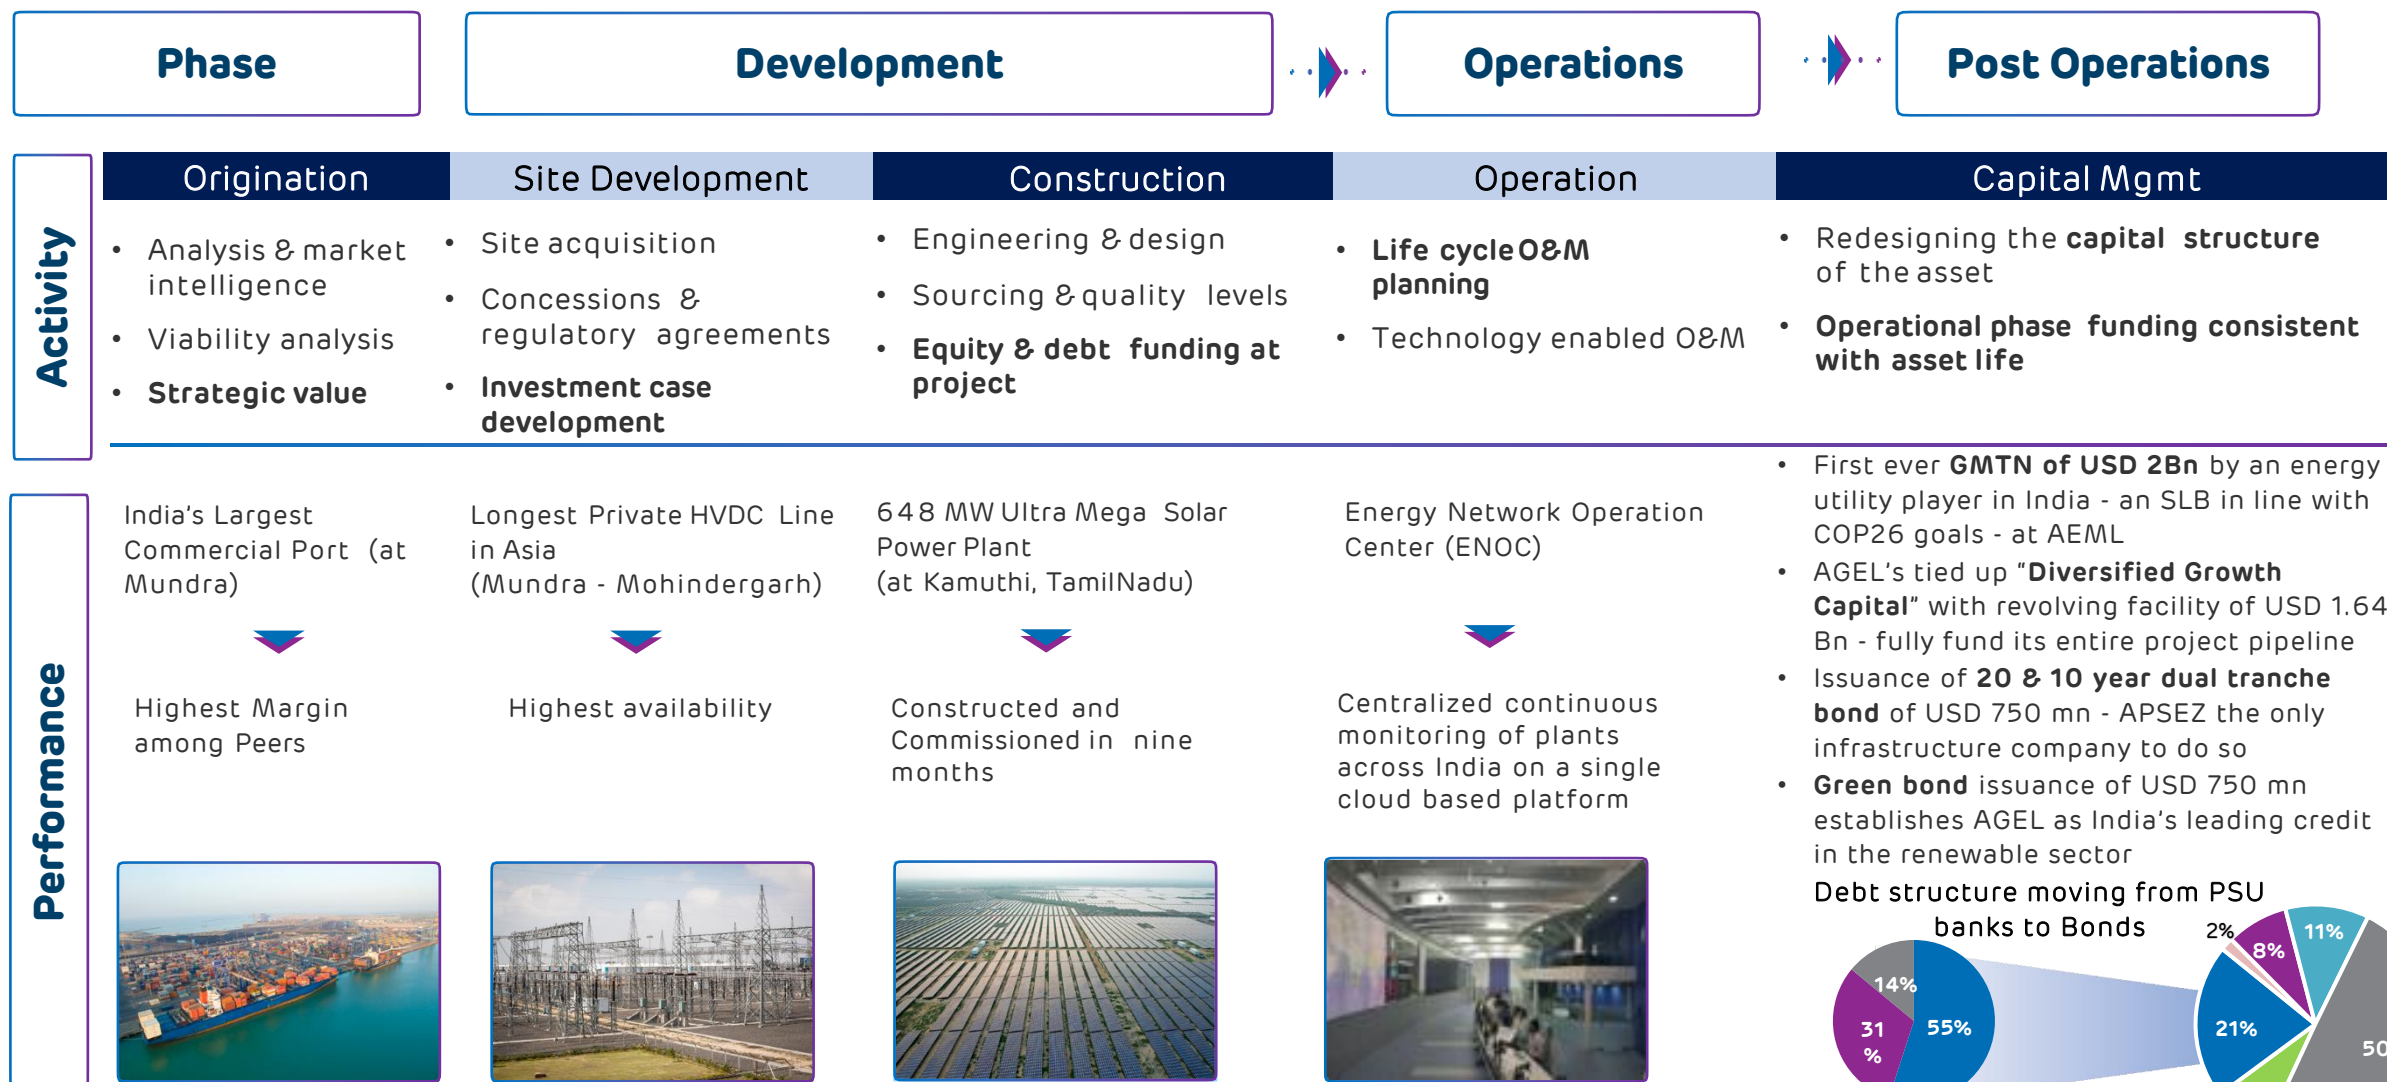 Phase
Development
Operations
Post Operations
Activity
Origination
Site Development
Construction
Operation
Capital Mgmt
• Analysis & market
intelligence
• Viability analysis
• Strategic value
• Site acquisition
• Concessions &
regulatory agreements
• Investment case
development
• Engineering & design
• Sourcing & quality levels
• Equity & debt funding at
project
• Life cycle O&M
planning
• Technology enabled O&M
• Redesigning the capital structure
of the asset
• Operational phase funding consistent
with asset life
Performance
India's Largest
Commercial Port (at
Mundra)
Highest Margin
among Peers
Longest Private HVDC Line
in Asia
(Mundra - Mohindergarh)
Highest availability
648 MW Ultra Mega Solar
Power Plant
(at Kamuthi, TamilNadu)
Constructed and
Commissioned in nine
months
Energy Network Operation
Center (ENOC)
Centralized continuous
monitoring of plants
across India on a single
cloud based platform
• First ever GMTN of USD 2Bn by an energy
utility player in India - an SLB in line with
COP26 goals - at AEML
• AGEL's tied up "Diversified Growth
Capital" with revolving facility of USD 1.64
Bn - fully fund its entire project pipeline
• Issuance of 20 & 10 year dual tranche
bond of USD 750 mn - APSEZ the only
infrastructure company to do so
• Green bond issuance of USD 750 mn
establishes AGEL as India's leading credit
in the renewable sector
Debt structure moving from PSU
banks to Bonds
14%
31
%
55%
2%
8%
11%
21%
50